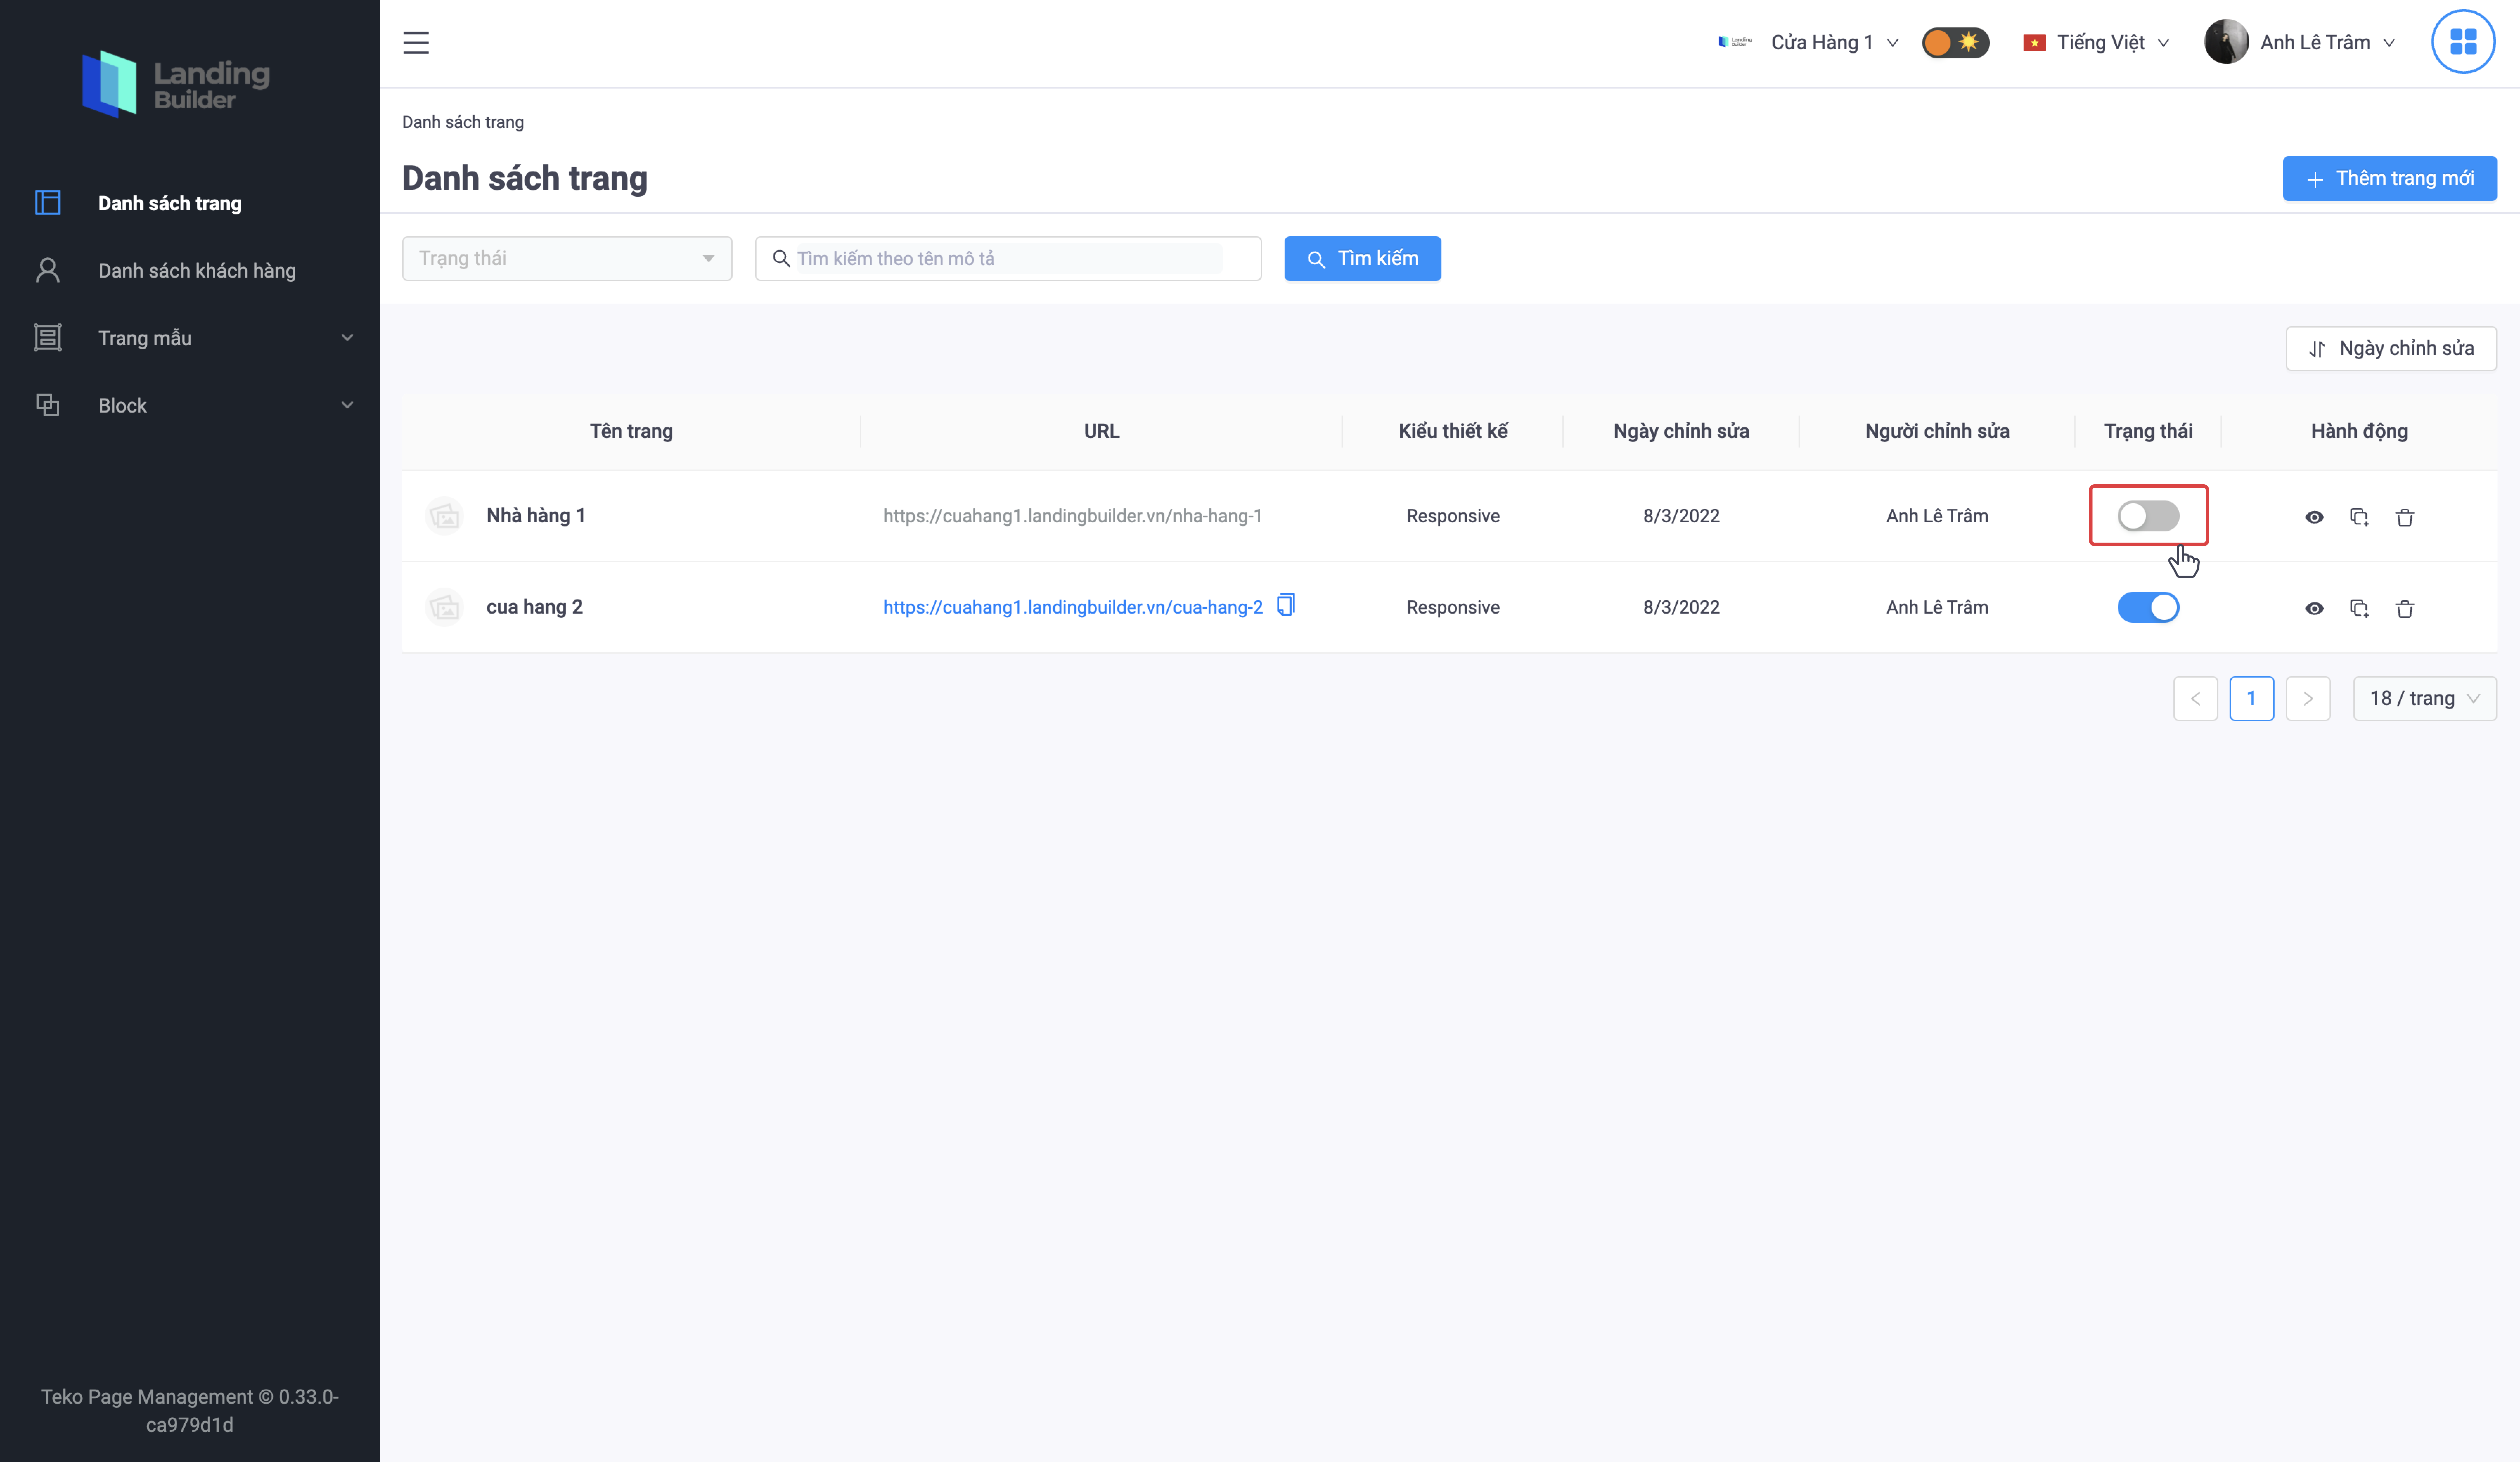 Landing
Builder
Danh sách trang
Danh sách khách hàng
Trang mẫu
Block
Teko Page Management © 0.33.0-
ca979d1d
Landing
Builder
Cửa Hàng 1
Tiếng Việt
Anh Lê Trâm
Danh sách trang
Danh sách trang
Thêm trang mới
Trạng thái
Tìm kiếm theo tên mô tả
Tìm kiếm
Ngày chỉnh sửa
Tên trang
URL
Kiểu thiết kế
Ngày chỉnh sửa
Người chỉnh sửa
Trạng thái
Hành động
Nhà hàng 1
https://cuahang1.landingbuilder.vn/nha-hang-1
Responsive
8/3/2022
Anh Lê Trâm
cua hang 2
https://cuahang1.landingbuilder.vn/cua-hang-2
Responsive
8/3/2022
Anh Lê Trâm
1
18 / trang